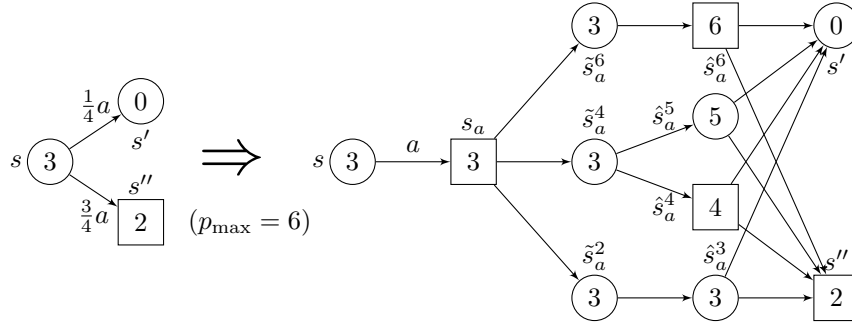 3 6 0
s̃_a^6 ŝ_a^6 s′
1/4 a 0
s′
s 3
s″
3/4 a 2
⟹
(p_max = 6)
s 3 a s_a 3
s̃_a^4 3
ŝ_a^5 5
ŝ_a^4 4
s̃_a^2 3
ŝ_a^3 3
s″
2